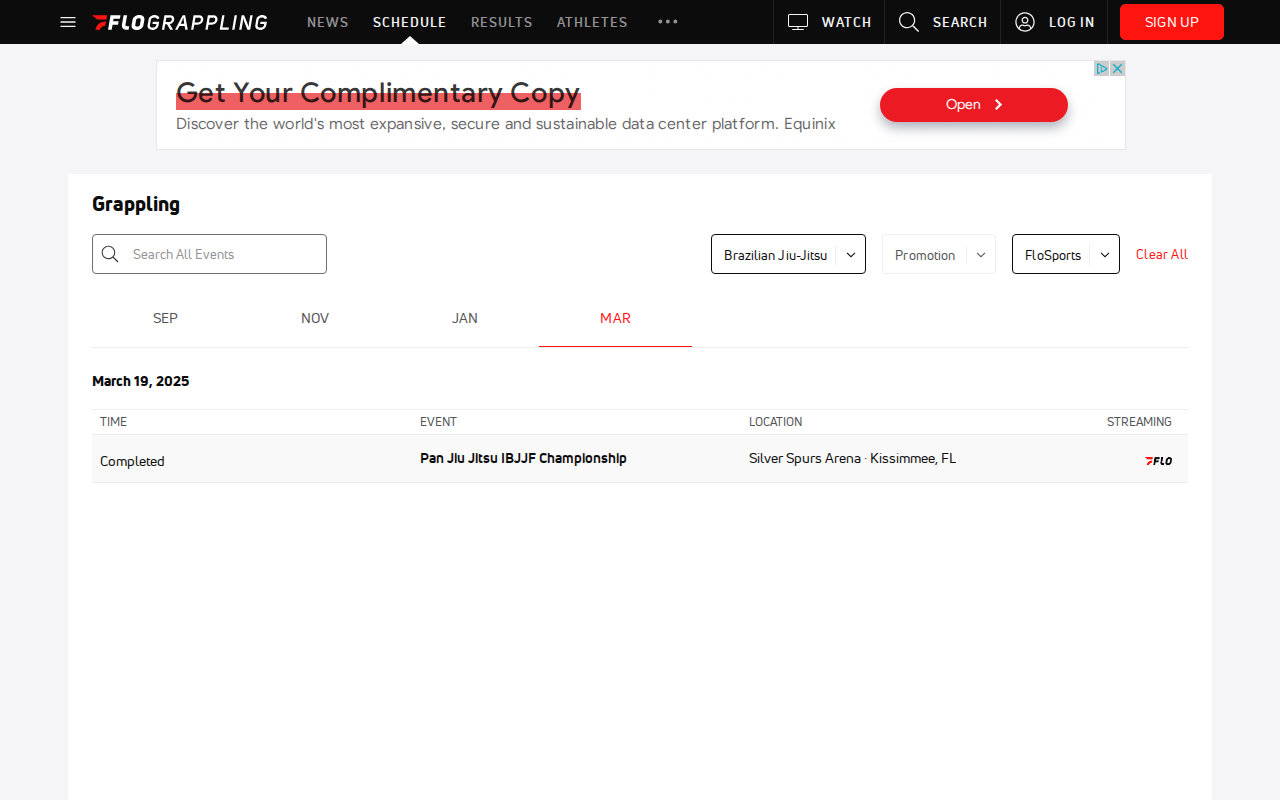 FLOGRAPPLING NEWS SCHEDULE RESULTS ATHLETES WATCH SEARCH LOG IN SIGN UP
Get Your Complimentary Copy
Discover the world's most expansive, secure and sustainable data center platform. Equinix
Open
Grappling
Search All Events Brazilian Jiu-Jitsu Promotion FloSports Clear All
SEP NOV JAN MAR
March 19, 2025
TIME EVENT LOCATION STREAMING
Completed Pan Jiu Jitsu IBJJF Championship Silver Spurs Arena · Kissimmee, FL FLO